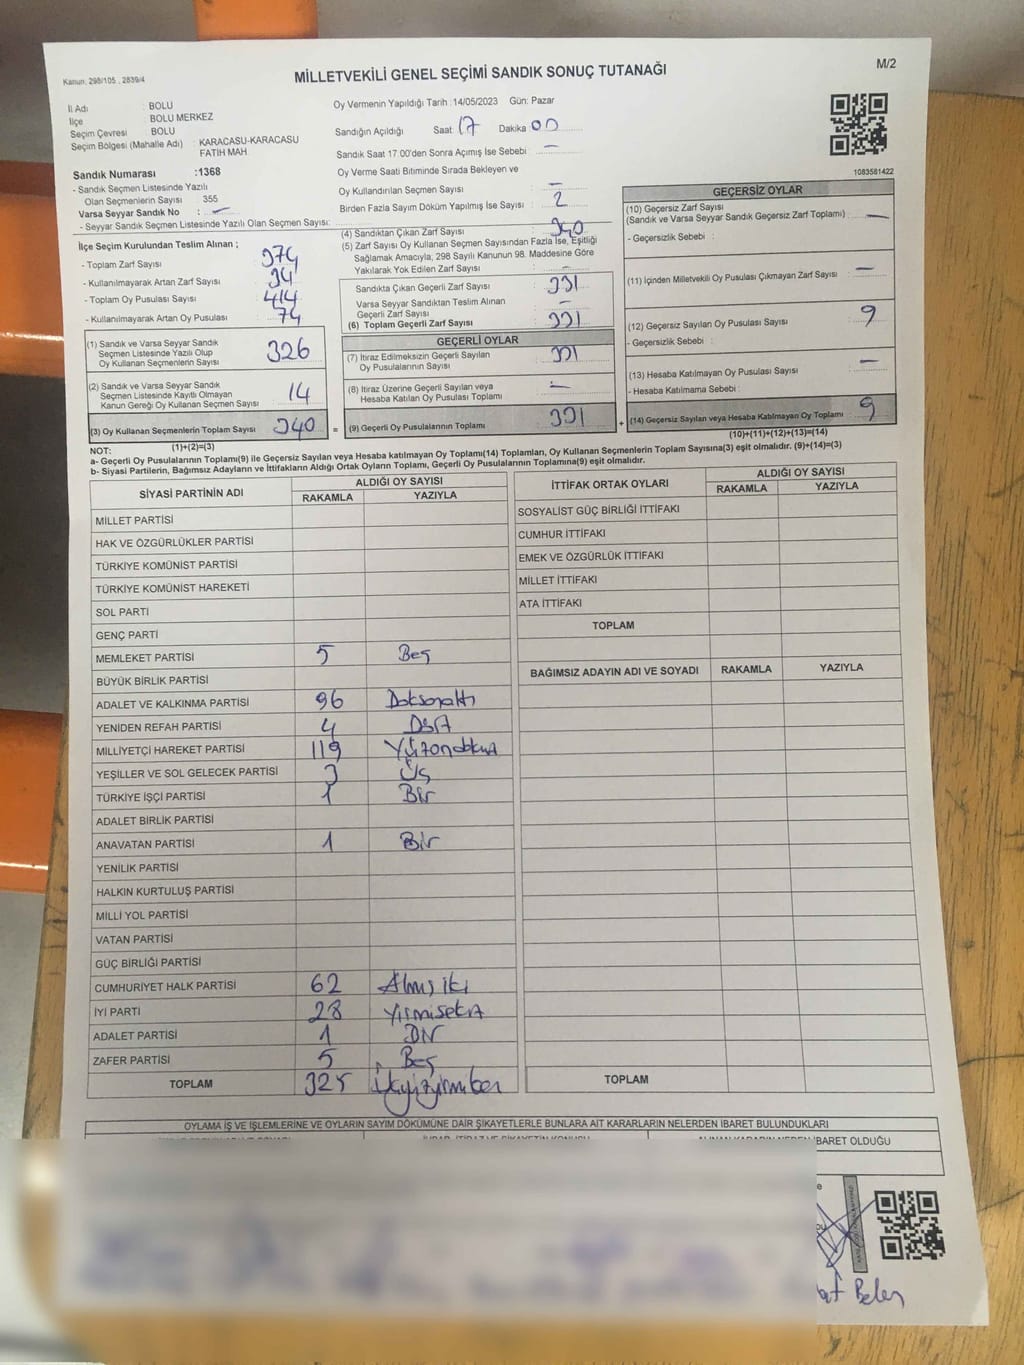 Kanun, 298/105 , 2839/4
MİLLETVEKİLİ GENEL SEÇİMİ SANDIK SONUÇ TUTANAĞI
M/2
İl Adı : BOLU
İlçe : BOLU MERKEZ
Seçim Çevresi : BOLU
Seçim Bölgesi (Mahalle Adı) : KARACASU-KARACASU
FATİH MAH.
Sandık Numarası :1368
- Sandık Seçmen Listesinde Yazılı
Olan Seçmenlerin Sayısı 355
Varsa Seyyar Sandık No : —
- Seyyar Sandık Seçmen Listesinde Yazılı Olan Seçmen Sayısı:
Oy Vermenin Yapıldığı Tarih :14/05/2023 Gün: Pazar
Sandığın Açıldığı Saat: 17 Dakika: 00
Sandık Saat 17.00'den Sonra Açımış İse Sebebi : —
Oy Verme Saati Bitiminde Sırada Bekleyen ve
Oy Kullandırılan Seçmen Sayısı : —
Birden Fazla Sayım Döküm Yapılmış İse Sayısı : 2
1083581422
İlçe Seçim Kurulundan Teslim Alınan ;
- Toplam Zarf Sayısı : 374
- Kullanılmayarak Artan Zarf Sayısı : 34
- Toplam Oy Pusulası Sayısı : 414
- Kullanılmayarak Artan Oy Pusulası : 74
(1) Sandık ve Varsa Seyyar Sandık
Seçmen Listesinde Yazılı Olup
Oy Kullanan Seçmenlerin Sayısı 326
(2) Sandık ve Varsa Seyyar Sandık
Seçmen Listesinde Kayıtlı Olmayan
Kanun Gereği Oy Kullanan Seçmen Sayısı 14
(3) Oy Kullanan Seçmenlerin Toplam Sayısı 340
(1)+(2)=(3)
(4) Sandıktan Çıkan Zarf Sayısı : 340
(5) Zarf Sayısı Oy Kullanan Seçmen Sayısından Fazla İse, Eşitliği
Sağlamak Amacıyla, 298 Sayılı Kanunun 98. Maddesine Göre
Yakılarak Yok Edilen Zarf Sayısı : —
Sandıkta Çıkan Geçerli Zarf Sayısı : 331
Varsa Seyyar Sandıktan Teslim Alınan
Geçerli Zarf Sayısı : —
(6) Toplam Geçerli Zarf Sayısı : 331
GEÇERLİ OYLAR
(7) İtiraz Edilmeksizin Geçerli Sayılan
Oy Pusulalarının Sayısı : 331
(8) İtiraz Üzerine Geçerli Sayılan veya
Hesaba Katılan Oy Pusulası Toplamı : —
= (9) Geçerli Oy Pusulalarının Toplamı : 331
GEÇERSİZ OYLAR
(10) Geçersiz Zarf Sayısı
(Sandık ve Varsa Seyyar Sandık Geçersiz Zarf Toplamı) : —
- Geçersizlik Sebebi :
(11) İçinden Milletvekili Oy Pusulası Çıkmayan Zarf Sayısı : —
(12) Geçersiz Sayılan Oy Pusulası Sayısı : 9
- Geçersizlik Sebebi :
(13) Hesaba Katılmayan Oy Pusulası Sayısı : —
- Hesaba Katılmama Sebebi :
+ (14) Geçersiz Sayılan veya Hesaba Katılmayan Oy Toplamı : 9
(10)+(11)+(12)+(13)=(14)
NOT:
a- Geçerli Oy Pusulalarının Toplamı(9) ile Geçersiz Sayılan veya Hesaba katılmayan Oy Toplamı(14) Toplamları, Oy Kullanan Seçmenlerin Toplam Sayısına(3) eşit olmalıdır. (9)+(14)=(3)
b- Siyasi Partilerin, Bağımsız Adayların ve İttifakların Aldığı Ortak Oyların Toplamı, Geçerli Oy Pusulalarının Toplamına(9) eşit olmalıdır.
SİYASİ PARTİNİN ADI ALDIĞI OY SAYISI
RAKAMLA YAZIYLA
MİLLET PARTİSİ
HAK VE ÖZGÜRLÜKLER PARTİSİ
TÜRKİYE KOMÜNİST PARTİSİ
TÜRKİYE KOMÜNİST HAREKETİ
SOL PARTİ
GENÇ PARTİ
MEMLEKET PARTİSİ 5 Beş
BÜYÜK BİRLİK PARTİSİ
ADALET VE KALKINMA PARTİSİ 96 Doksanaltı
YENİDEN REFAH PARTİSİ 4 Dört
MİLLİYETÇİ HAREKET PARTİSİ 119 Yüzondokuz
YEŞİLLER VE SOL GELECEK PARTİSİ 3 Üç
TÜRKİYE İŞÇİ PARTİSİ 1 Bir
ADALET BİRLİK PARTİSİ
ANAVATAN PARTİSİ 1 Bir
YENİLİK PARTİSİ
HALKIN KURTULUŞ PARTİSİ
MİLLİ YOL PARTİSİ
VATAN PARTİSİ
GÜÇ BİRLİĞİ PARTİSİ
CUMHURİYET HALK PARTİSİ 62 Altmış iki
İYİ PARTİ 28 Yirmisekiz
ADALET PARTİSİ 1 Bir
ZAFER PARTİSİ 5 Beş
TOPLAM 325 Üçyüzyirmibeş
İTTİFAK ORTAK OYLARI ALDIĞI OY SAYISI
RAKAMLA YAZIYLA
SOSYALİST GÜÇ BİRLİĞİ İTTİFAKI
CUMHUR İTTİFAKI
EMEK VE ÖZGÜRLÜK İTTİFAKI
MİLLET İTTİFAKI
ATA İTTİFAKI
TOPLAM
BAĞIMSIZ ADAYIN ADI VE SOYADI RAKAMLA YAZIYLA
TOPLAM
OYLAMA İŞ VE İŞLEMLERİNE VE OYLARIN SAYIM DÖKÜMÜNE DAİR ŞİKAYETLERLE BUNLARA AİT KARARLARIN NELERDEN İBARET BULUNDUKLARI
İBARET OLDUĞU